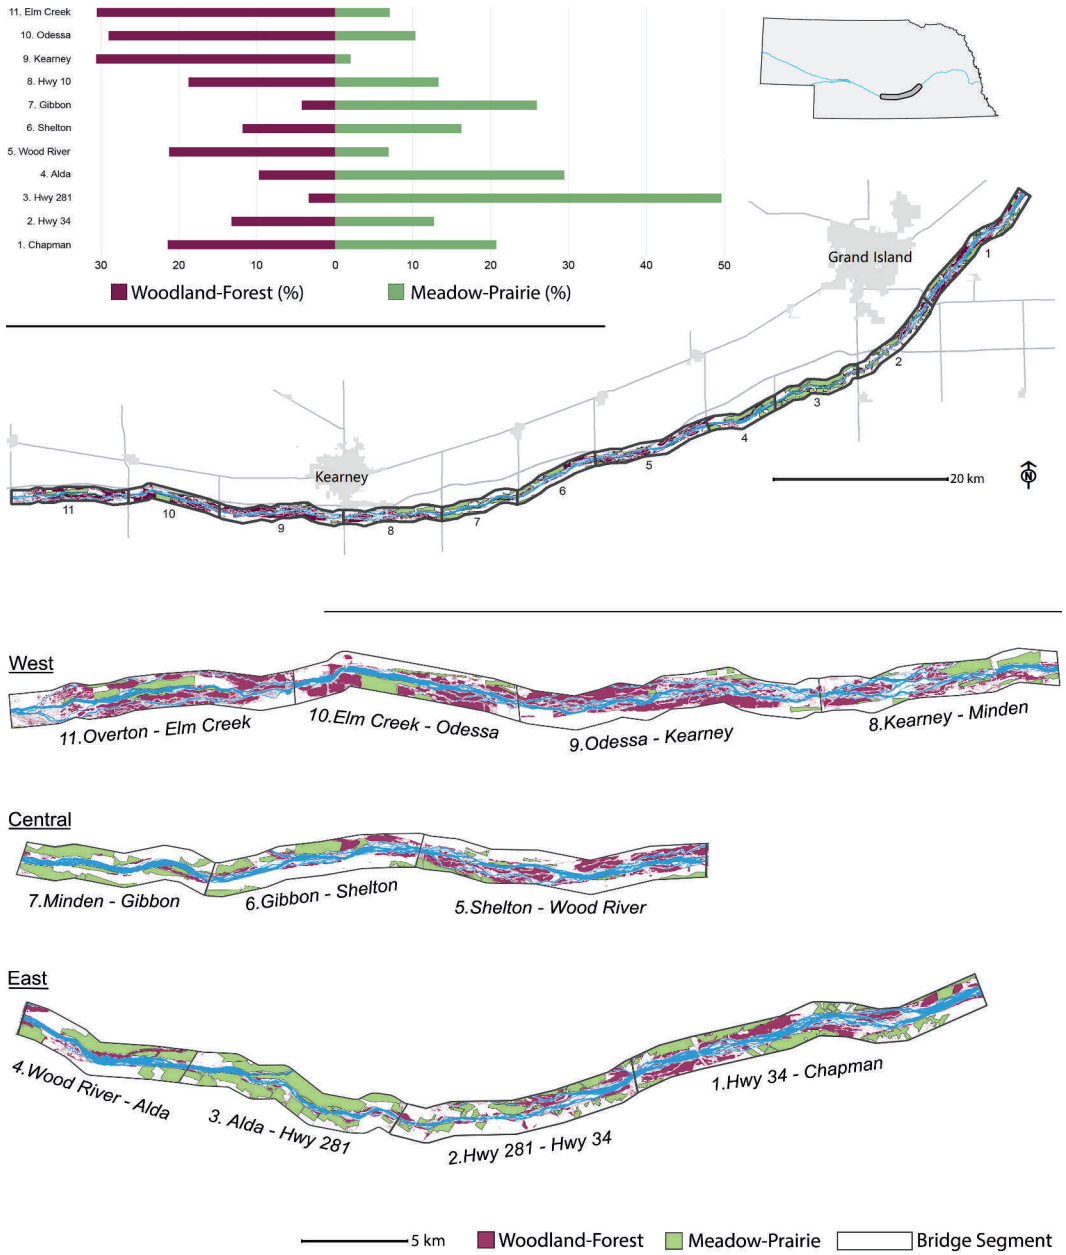 11. Elm Creek
10. Odessa
9. Kearney
8. Hwy 10
7. Gibbon
6. Shelton
5. Wood River
4. Alda
3. Hwy 281
2. Hwy 34
1. Chapman
30 20 10 0 10 20 30 40 50
Woodland-Forest (%) Meadow-Prairie (%)
Grand Island
1
2
3
4
5
6
7
8
9
10
11
Kearney
20 km
N
West
11.Overton - Elm Creek
10.Elm Creek - Odessa
9.Odessa - Kearney
8.Kearney - Minden
Central
7.Minden - Gibbon
6.Gibbon - Shelton
5.Shelton - Wood River
East
4.Wood River - Alda
3. Alda - Hwy 281
2.Hwy 281 - Hwy 34
1.Hwy 34 - Chapman
5 km Woodland-Forest Meadow-Prairie Bridge Segment